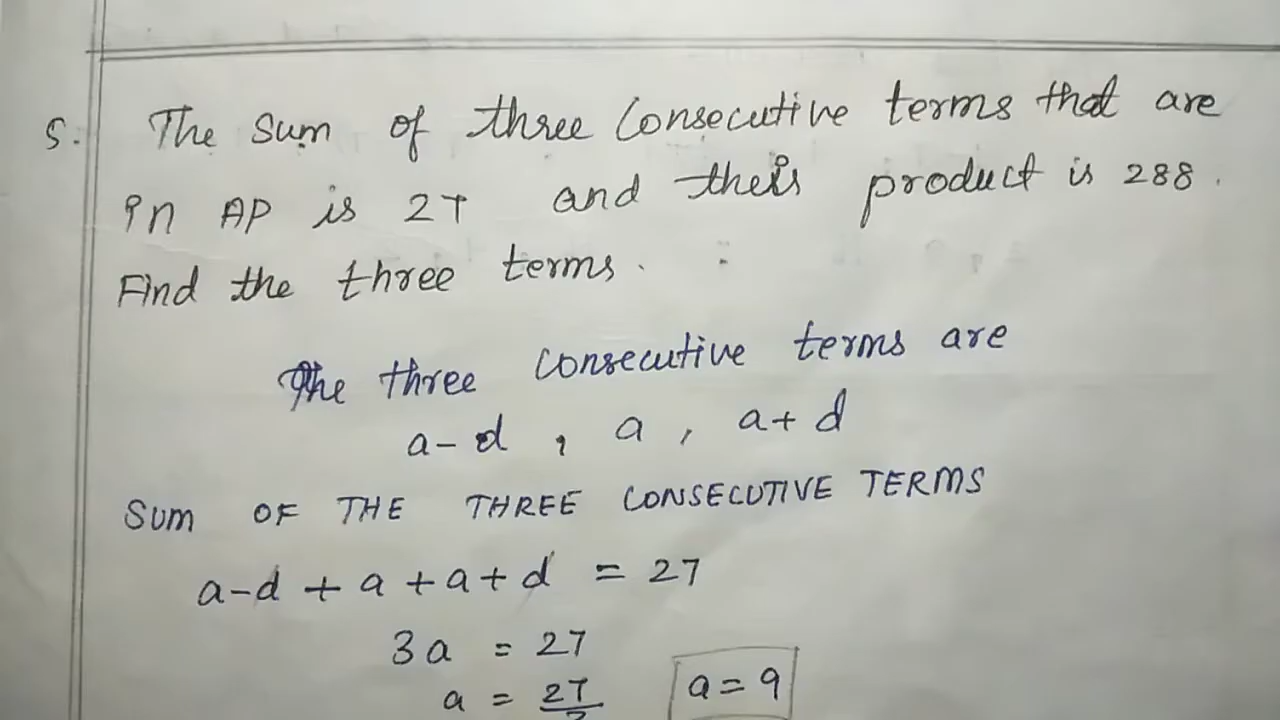 5. The sum of three consecutive terms that are
in AP is 27 and their product is 288.
Find the three terms.
The three consecutive terms are
a-d , a , a+d
SUM OF THE THREE CONSECUTIVE TERMS
a-d + a + a+d = 27
3a = 27
a = 27/3 a = 9